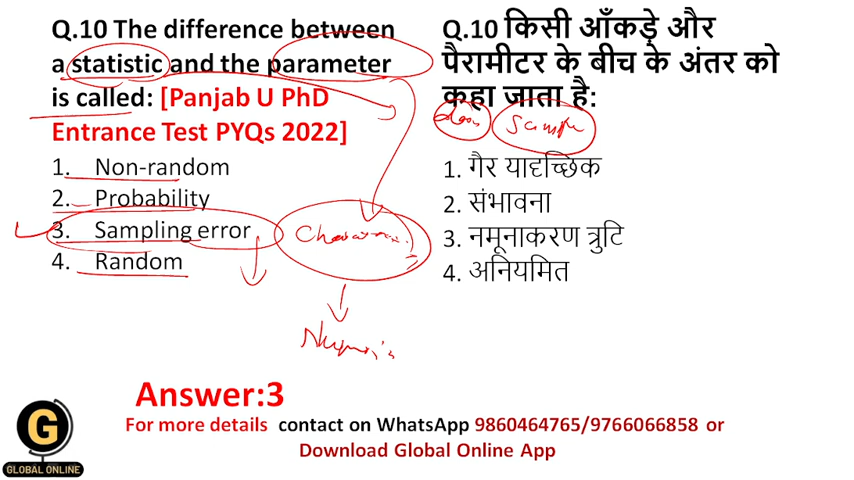 Q.10 The difference between
a statistic and the parameter
is called: [Panjab U PhD
Entrance Test PYQs 2022]
1. Non-random
2. Probability
3. Sampling error
4. Random
Q.10 किसी आँकड़े और
पैरामीटर के बीच के अंतर को
कहा जाता है:
Sample
1. गैर यादृच्छिक
2. संभावना
3. नमूनाकरण त्रुटि
4. अनियमित
Answer:3
For more details contact on WhatsApp 9860464765/9766066858 or
Download Global Online App
G
GLOBAL ONLINE